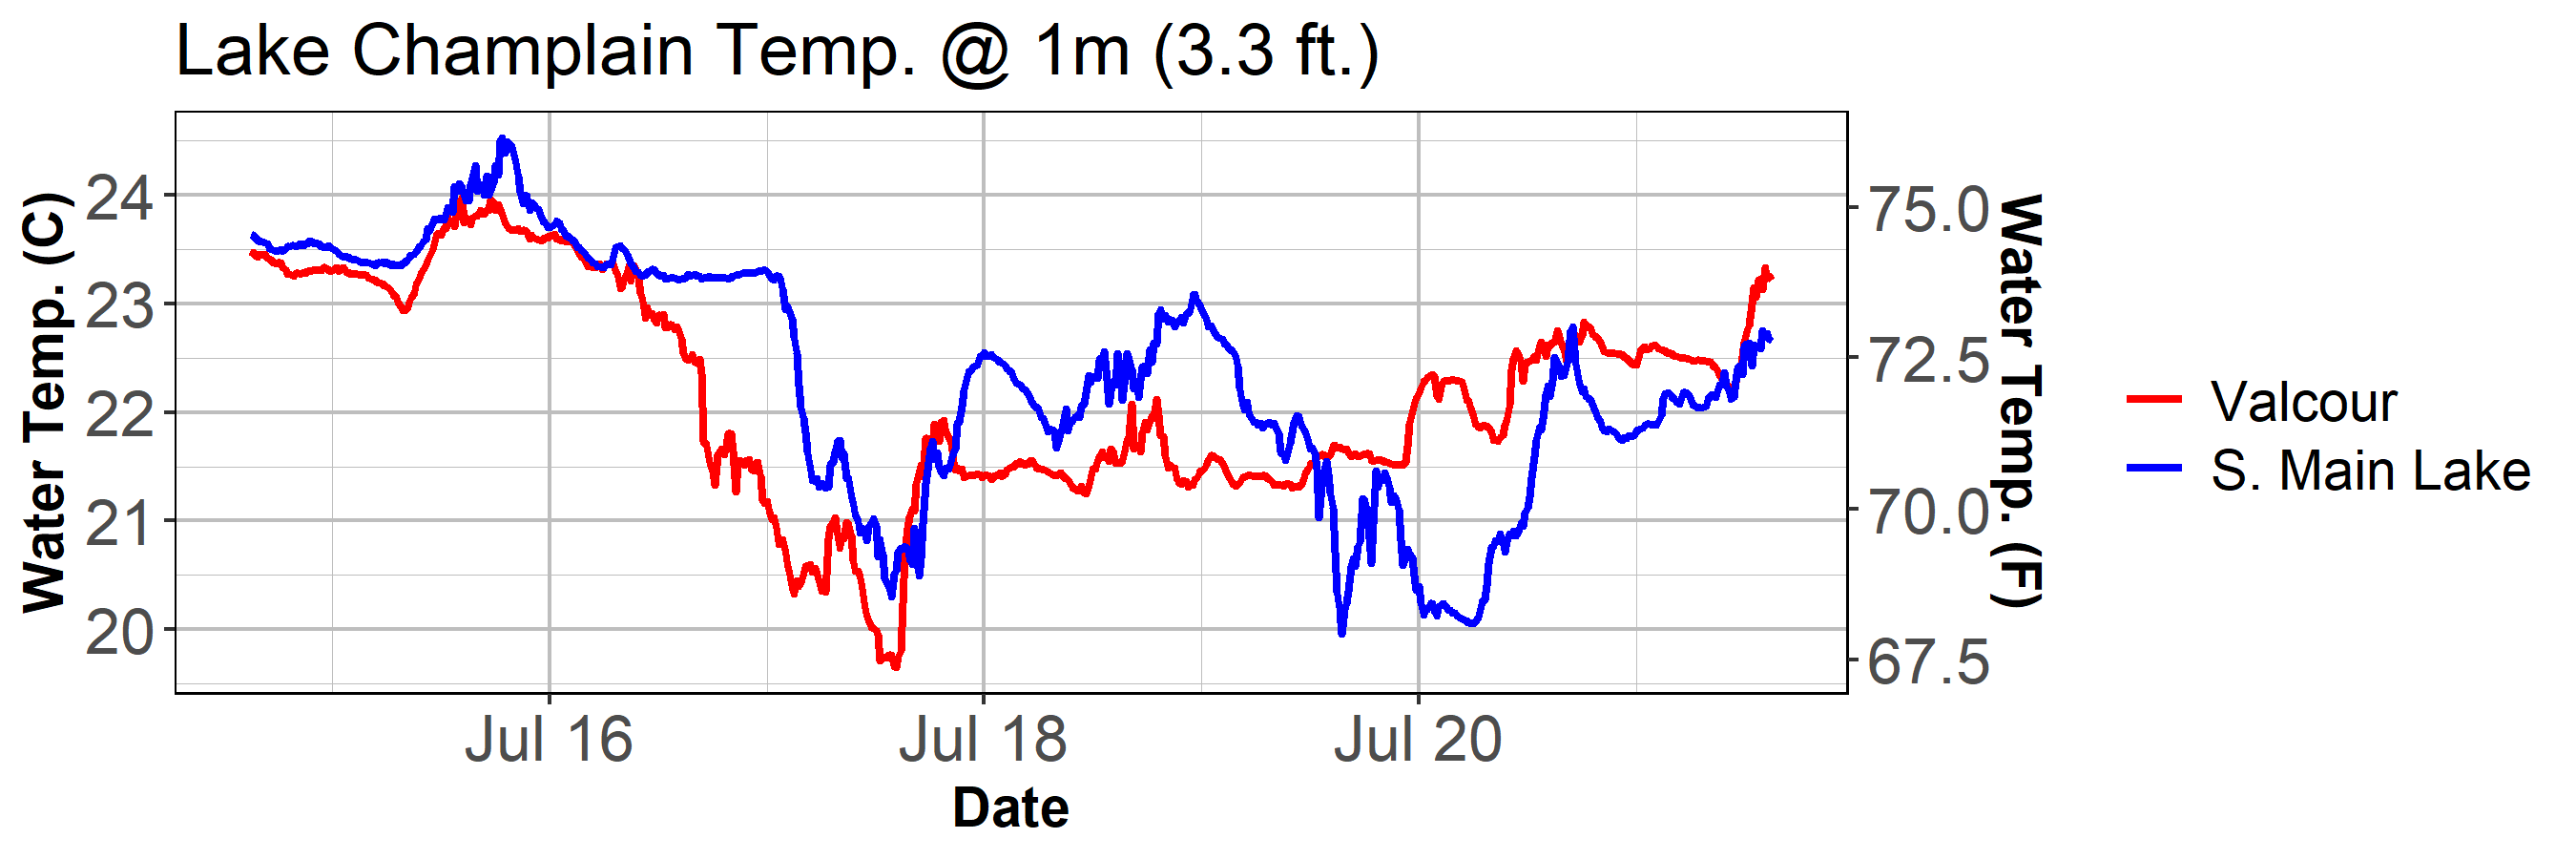 Lake Champlain Temp. @ 1m (3.3 ft.)
Water Temp. (C)
24
23
22
21
20
75.0
72.5
70.0
67.5
Water Temp. (F)
Jul 16
Jul 18
Jul 20
Date
Valcour
S. Main Lake